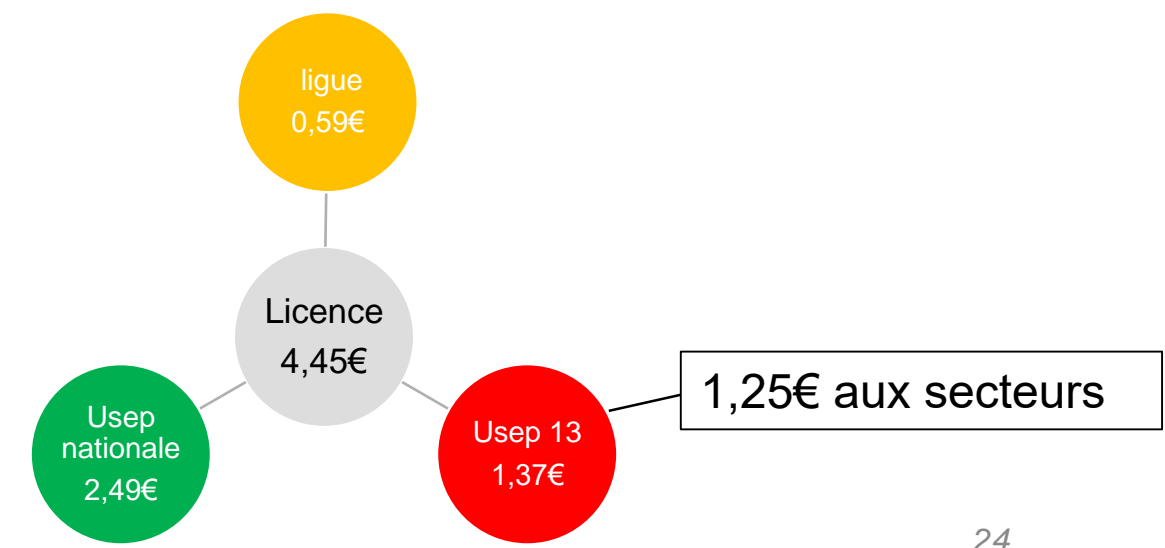 ligue
0,59€
Licence
4,45€
Usep
nationale
2,49€
Usep 13
1,37€
1,25€ aux secteurs
24